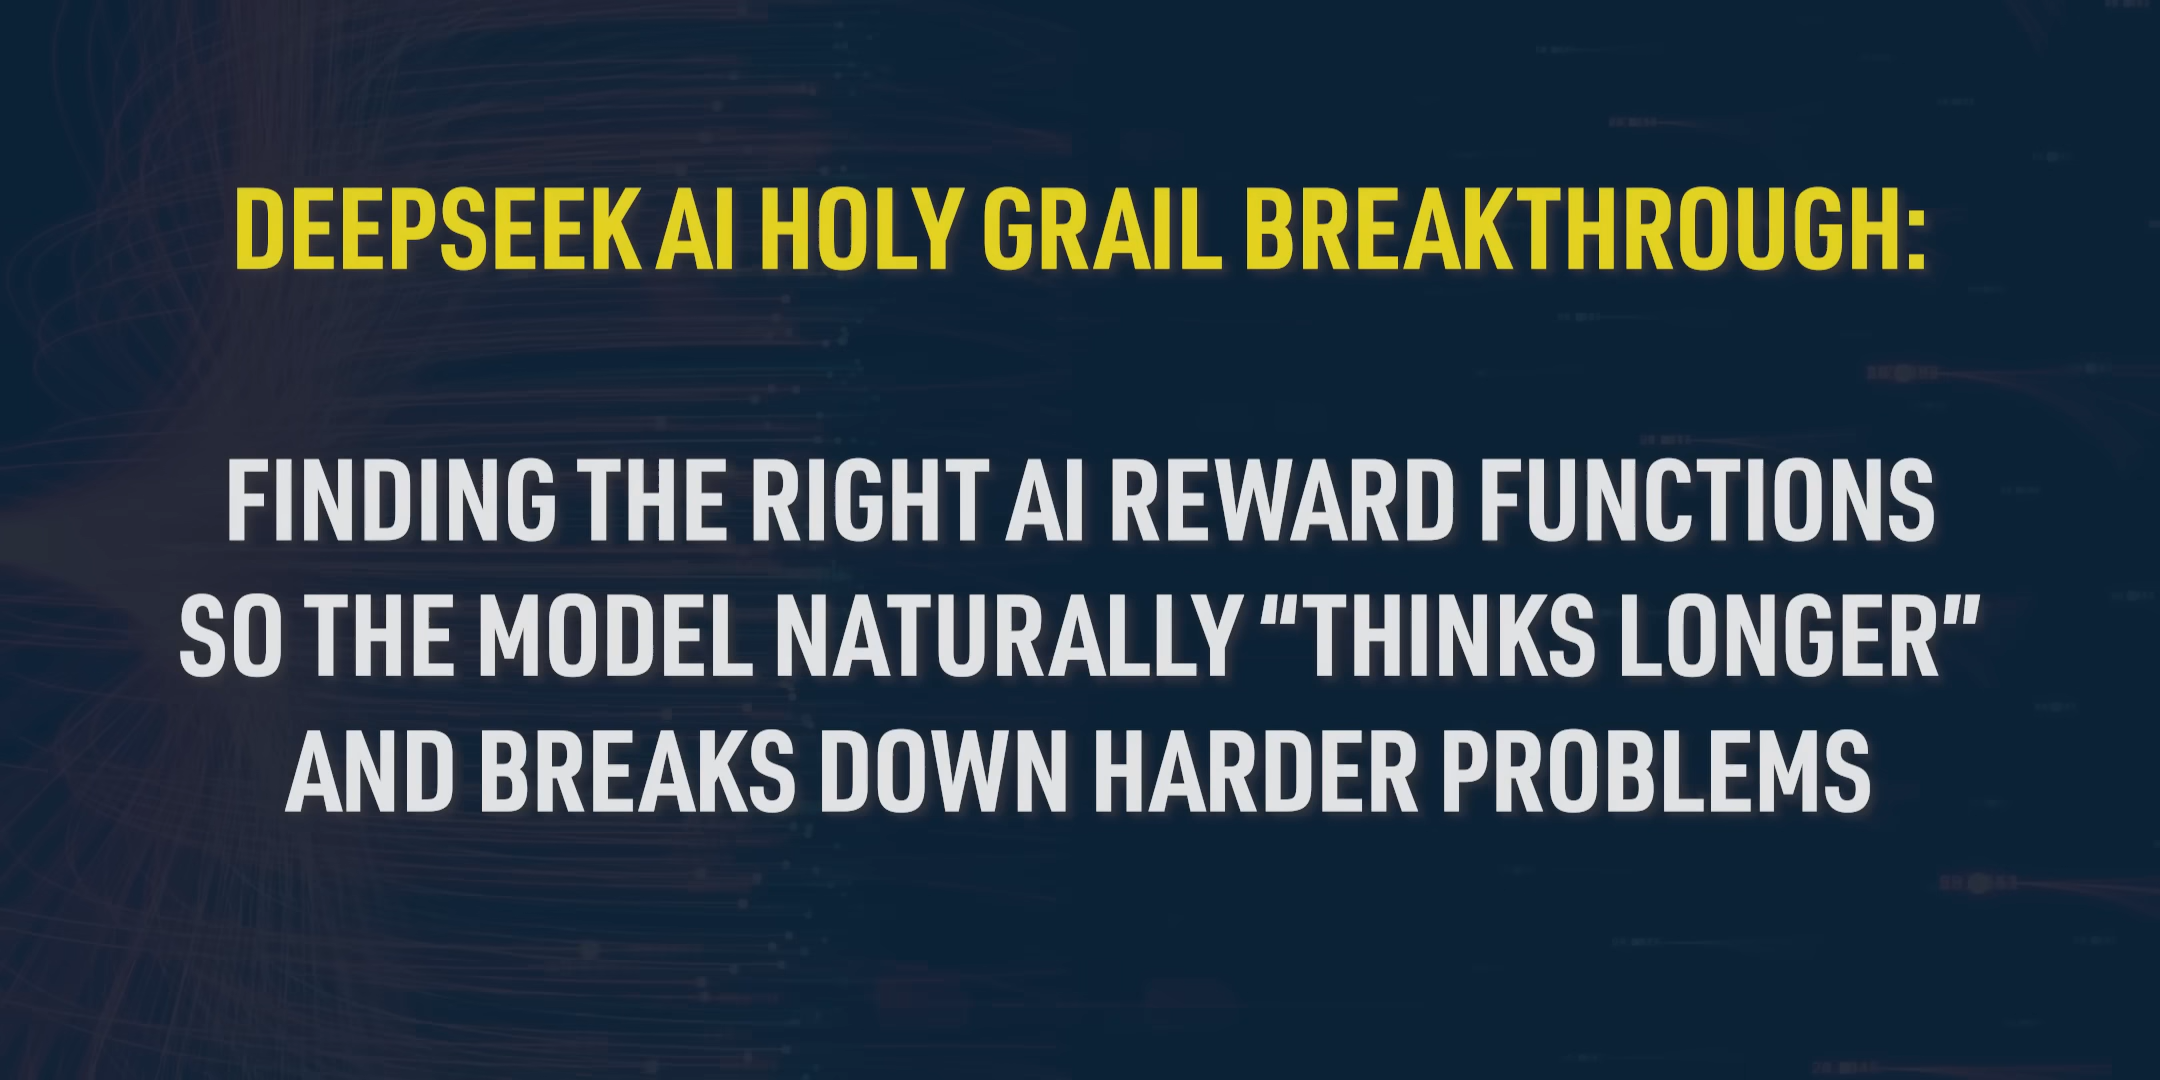 DEEPSEEK AI HOLY GRAIL BREAKTHROUGH:
FINDING THE RIGHT AI REWARD FUNCTIONS
SO THE MODEL NATURALLY “THINKS LONGER”
AND BREAKS DOWN HARDER PROBLEMS